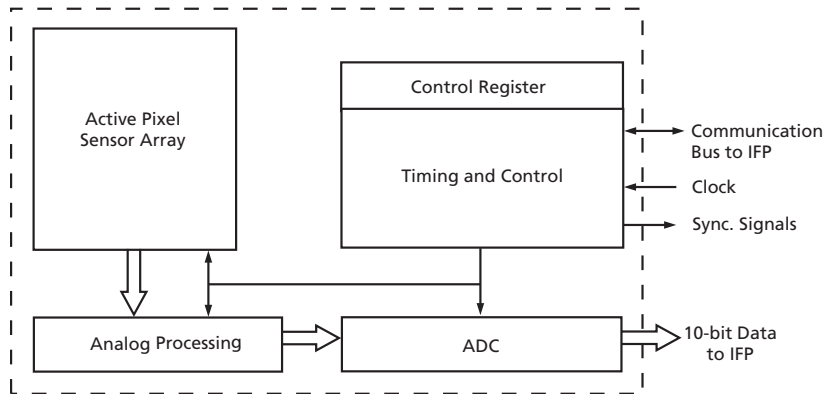 Active Pixel
Sensor Array
Control Register
Timing and Control
Communication
Bus to IFP
Clock
Sync. Signals
Analog Processing
ADC
10-bit Data
to IFP